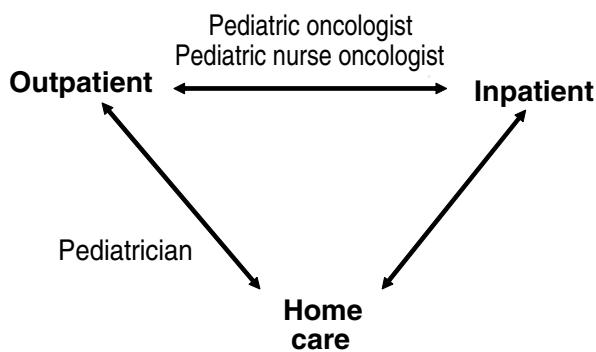 Pediatric oncologist
Pediatric nurse oncologist
Outpatient
Inpatient
Pediatrician
Home
care